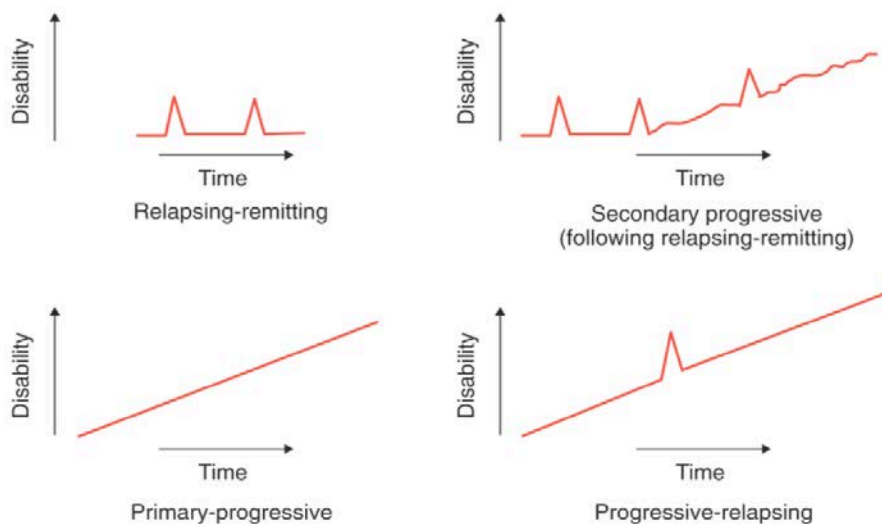 Disability
Time
Relapsing-remitting
Disability
Time
Secondary progressive
(following relapsing-remitting)
Disability
Time
Primary-progressive
Disability
Time
Progressive-relapsing